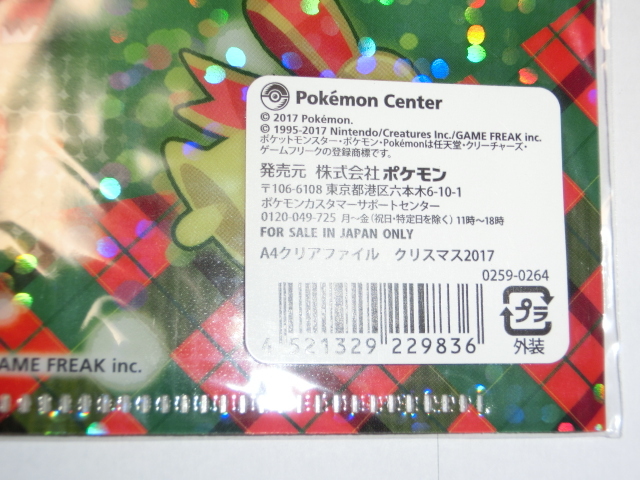 Pokémon Center
© 2017 Pokémon.
© 1995-2017 Nintendo/Creatures Inc./GAME FREAK inc.
ポケットモンスター・ポケモン・Pokémonは任天堂・クリーチャーズ・
ゲームフリークの登録商標です。
発売元 株式会社ポケモン
〒106-6108 東京都港区六本木6-10-1
ポケモンカスタマーサポートセンター
0120-049-725 月～金(祝日・特定日を除く) 11時～18時
FOR SALE IN JAPAN ONLY
A4クリアファイル クリスマス2017
0259-0264
プラ
外装
4 521329 229836
GAME FREAK inc.